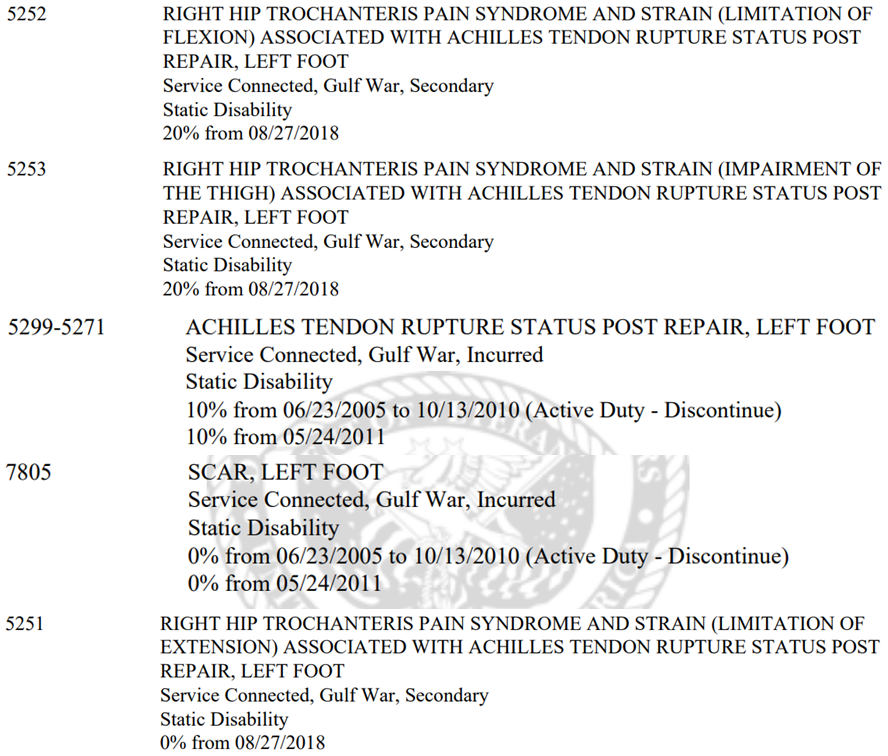 5252 RIGHT HIP TROCHANTERIS PAIN SYNDROME AND STRAIN (LIMITATION OF
FLEXION) ASSOCIATED WITH ACHILLES TENDON RUPTURE STATUS POST
REPAIR, LEFT FOOT
Service Connected, Gulf War, Secondary
Static Disability
20% from 08/27/2018
5253 RIGHT HIP TROCHANTERIS PAIN SYNDROME AND STRAIN (IMPAIRMENT OF
THE THIGH) ASSOCIATED WITH ACHILLES TENDON RUPTURE STATUS POST
REPAIR, LEFT FOOT
Service Connected, Gulf War, Secondary
Static Disability
20% from 08/27/2018
5299-5271 ACHILLES TENDON RUPTURE STATUS POST REPAIR, LEFT FOOT
Service Connected, Gulf War, Incurred
Static Disability
10% from 06/23/2005 to 10/13/2010 (Active Duty - Discontinue)
10% from 05/24/2011
7805 SCAR, LEFT FOOT
Service Connected, Gulf War, Incurred
Static Disability
0% from 06/23/2005 to 10/13/2010 (Active Duty - Discontinue)
0% from 05/24/2011
5251 RIGHT HIP TROCHANTERIS PAIN SYNDROME AND STRAIN (LIMITATION OF
EXTENSION) ASSOCIATED WITH ACHILLES TENDON RUPTURE STATUS POST
REPAIR, LEFT FOOT
Service Connected, Gulf War, Secondary
Static Disability
0% from 08/27/2018